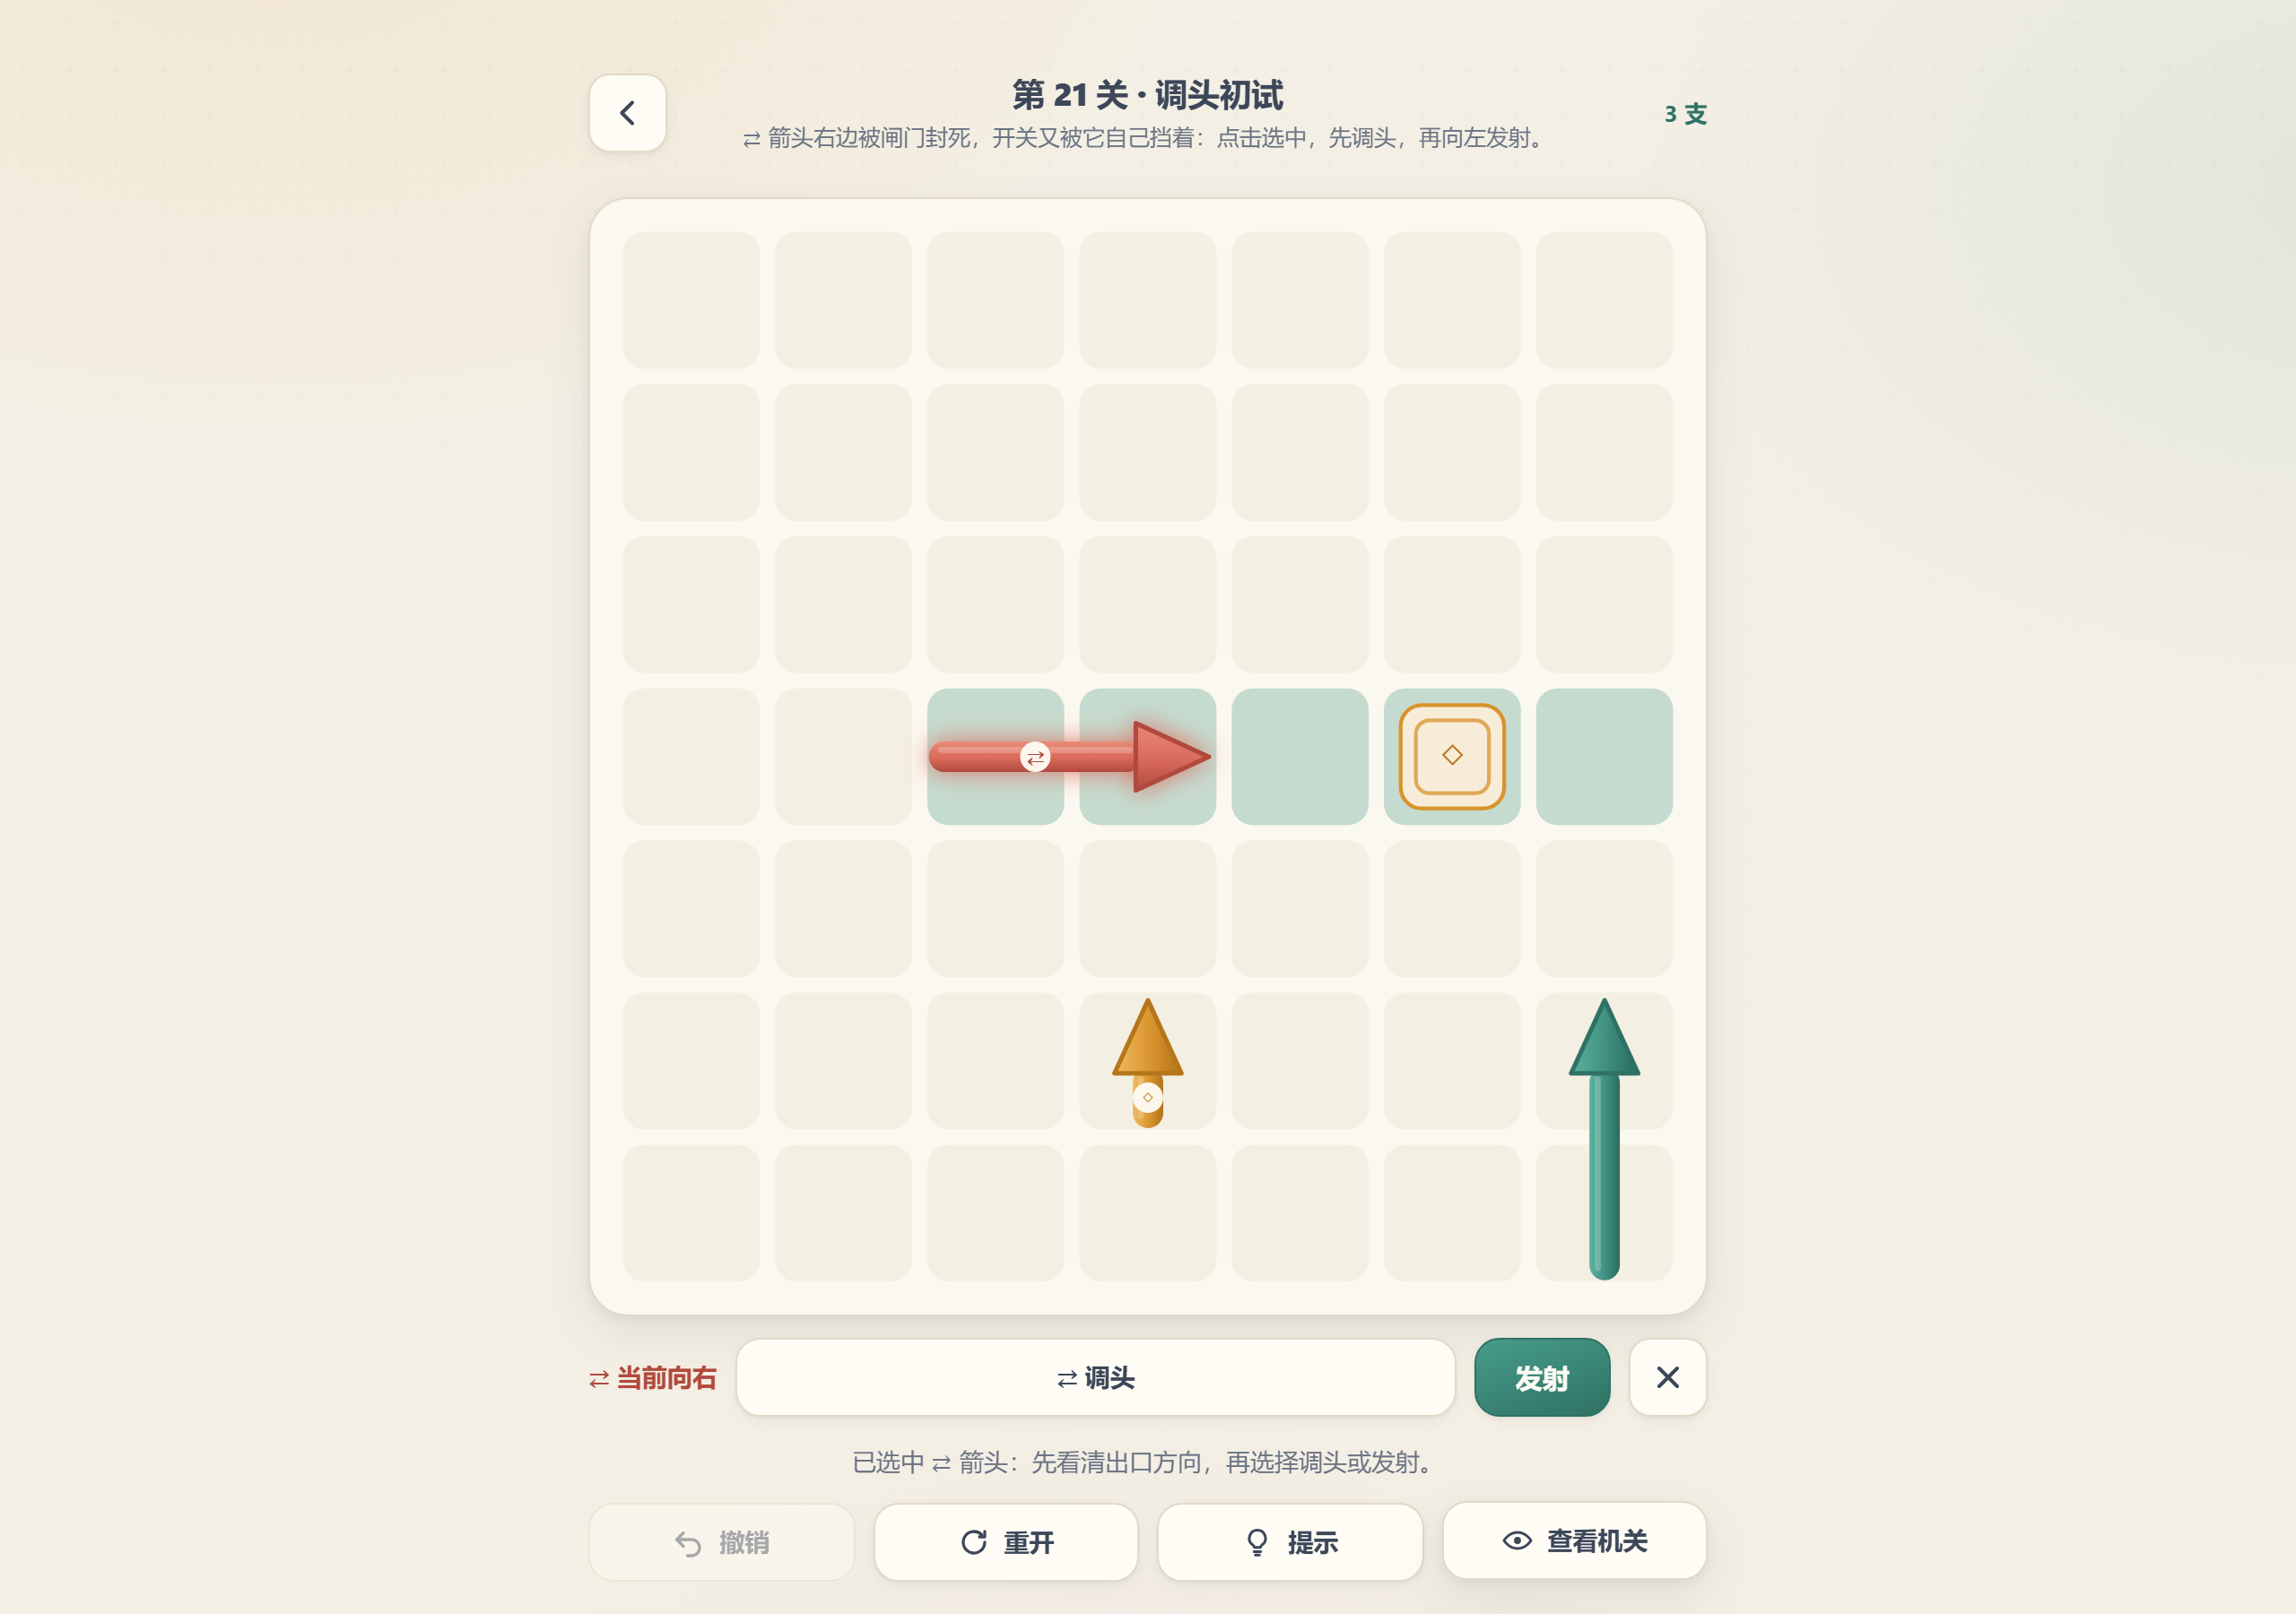 第 21 关 · 调头初试
⇄ 箭头右边被闸门封死，开关又被它自己挡着：点击选中，先调头，再向左发射。
3 支
⇄ 当前向右
⇄ 调头
发射
已选中 ⇄ 箭头：先看清出口方向，再选择调头或发射。
撤销
重开
提示
查看机关